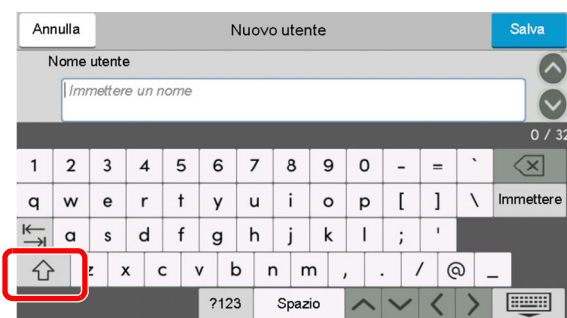 Annulla Nuovo utente Salva
Nome utente
Immettere un nome
0 / 32
1 2 3 4 5 6 7 8 9 0 - = `
q w e r t y u i o p [ ] \ Immettere
a s d f g h j k l ; '
z x c v b n m , . / @ _
?123 Spazio